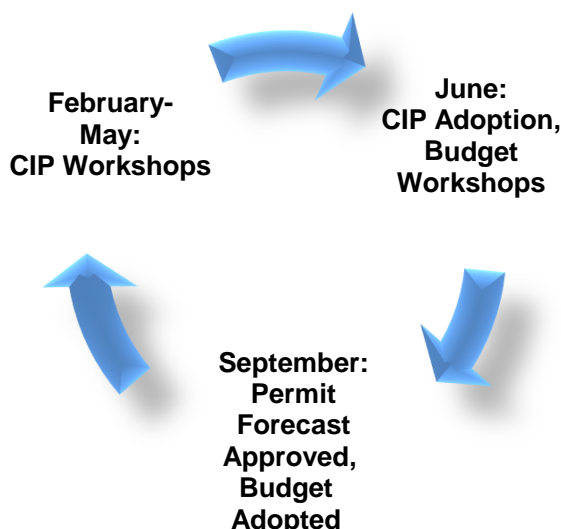 February-
May:
CIP Workshops
June:
CIP Adoption,
Budget
Workshops
September:
Permit
Forecast
Approved,
Budget
Adopted